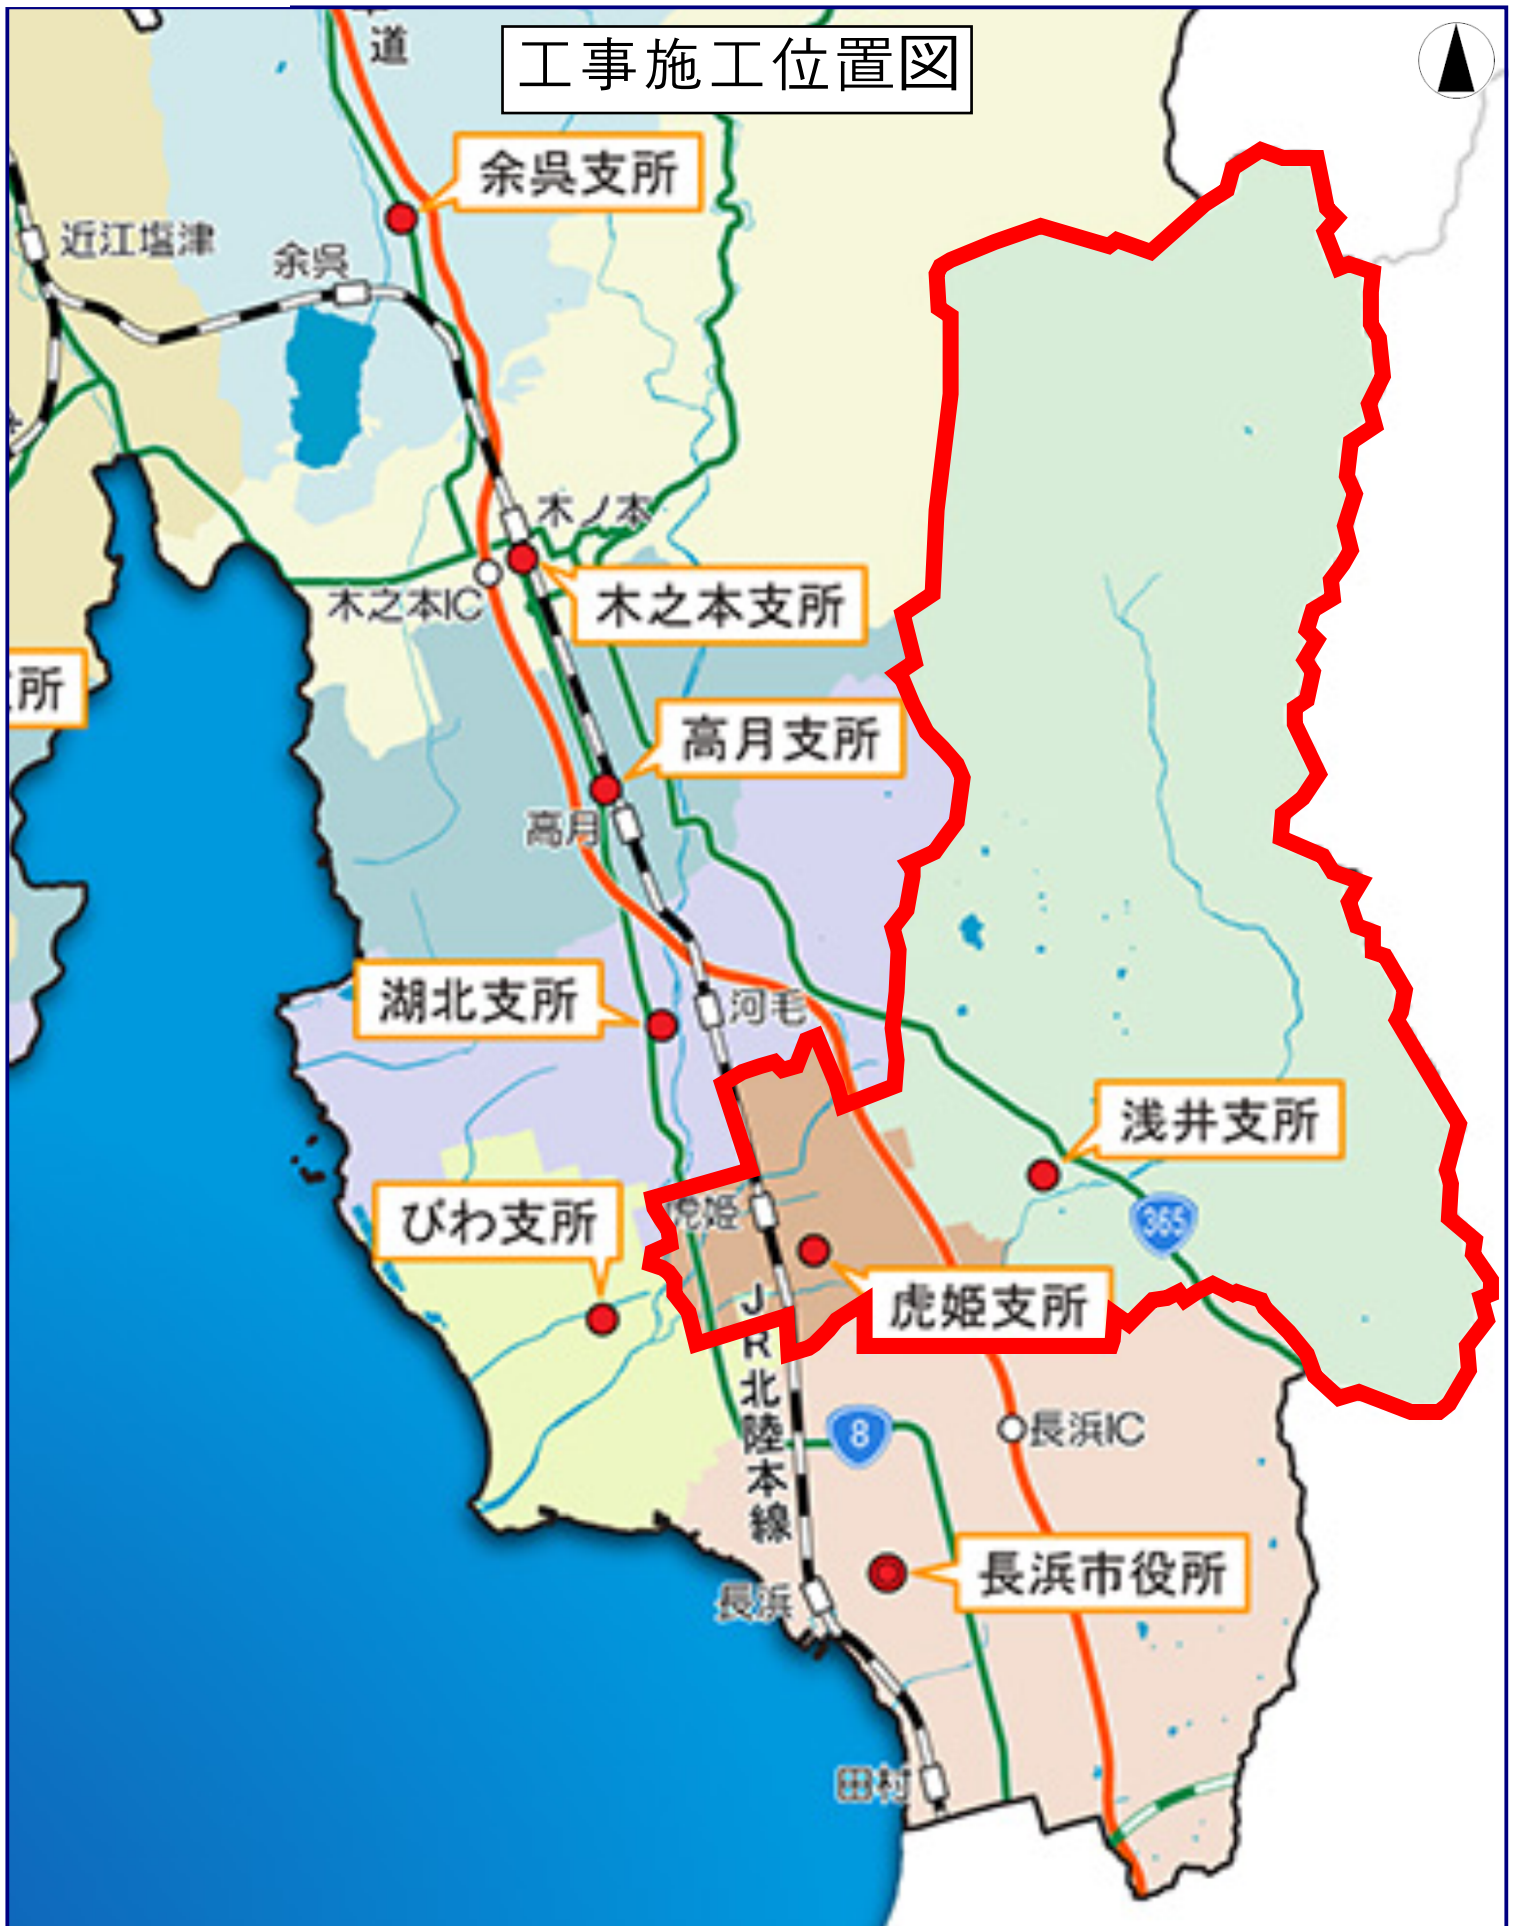 道
工事施工位置図
余呉支所
近江塩津
余呉
木ノ本
木之本IC
木之本支所
所
高月支所
高月
湖北支所
河毛
浅井支所
びわ支所
虎姫
365
虎姫支所
JR北陸本線
8
長浜IC
長浜市役所
長浜
田村